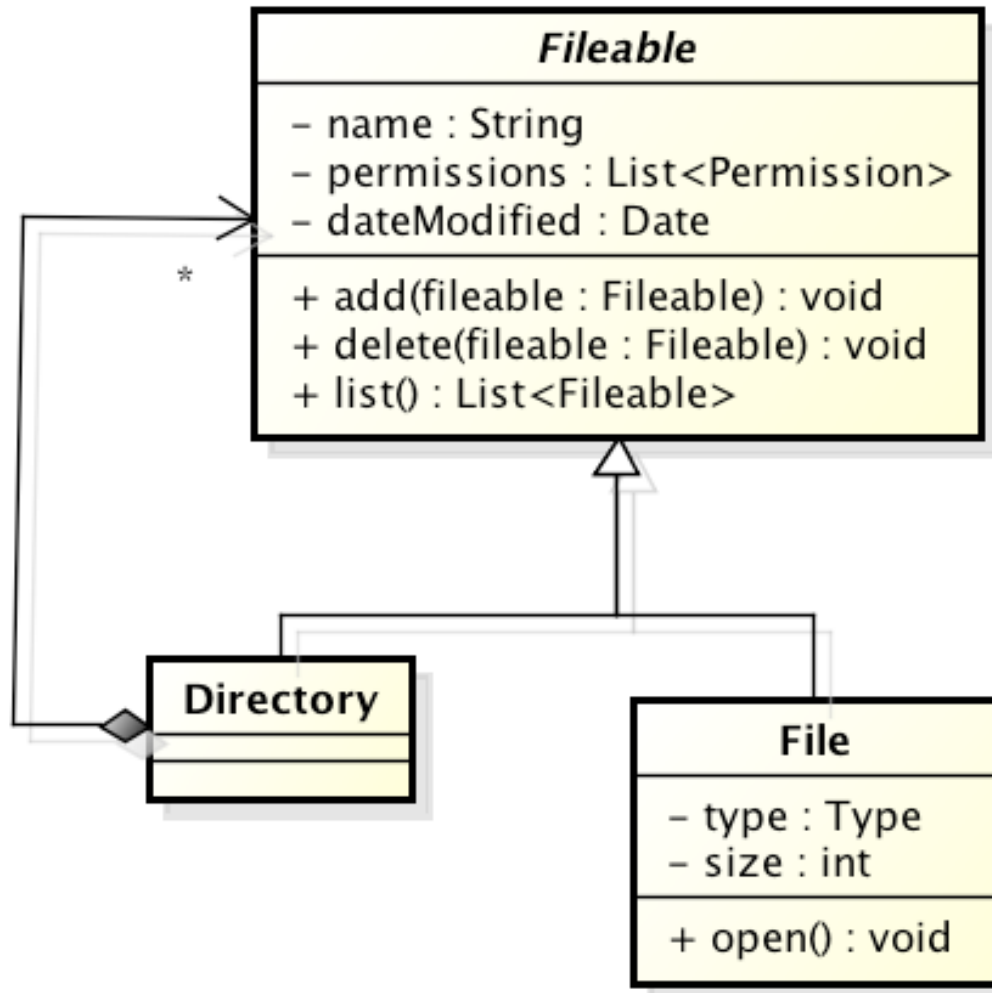 Fileable
- name : String
- permissions : List<Permission>
- dateModified : Date
*
+ add(fileable : Fileable) : void
+ delete(fileable : Fileable) : void
+ list() : List<Fileable>
Directory
File
- type : Type
- size : int
+ open() : void